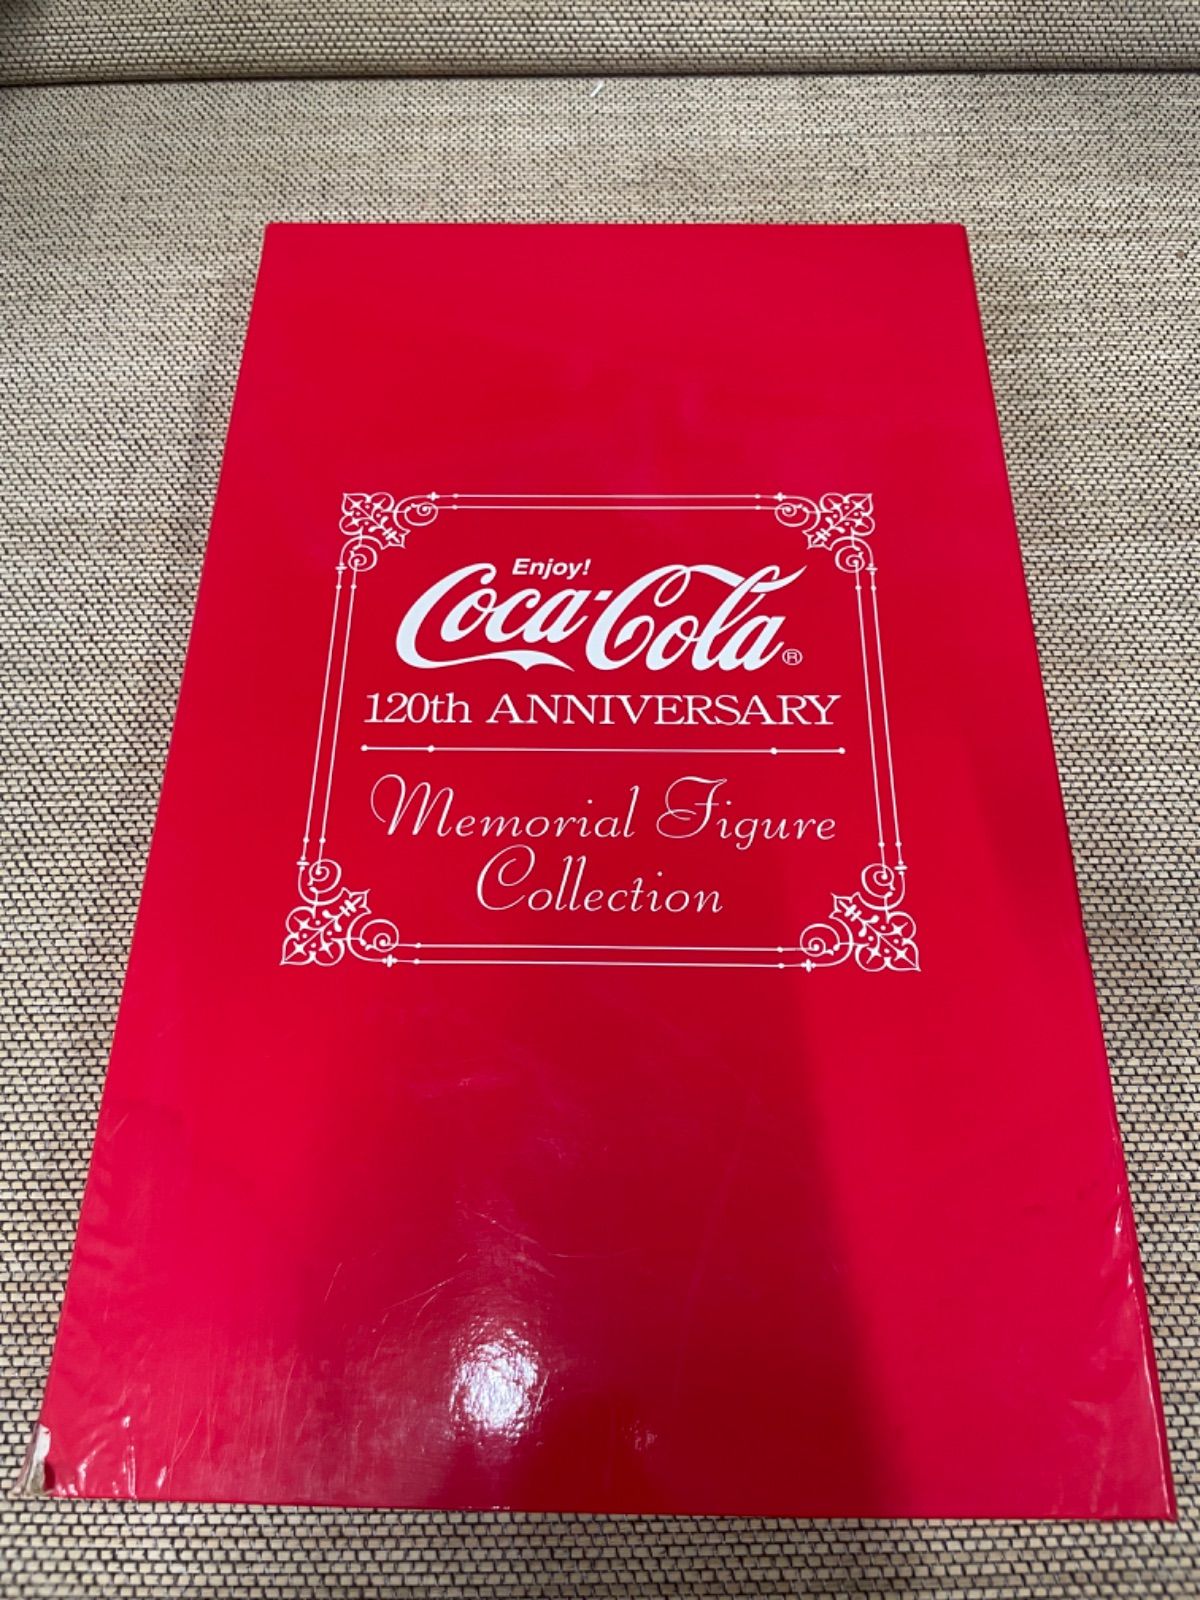 Enjoy!
Coca-Cola®
120th ANNIVERSARY
Memorial Figure
Collection